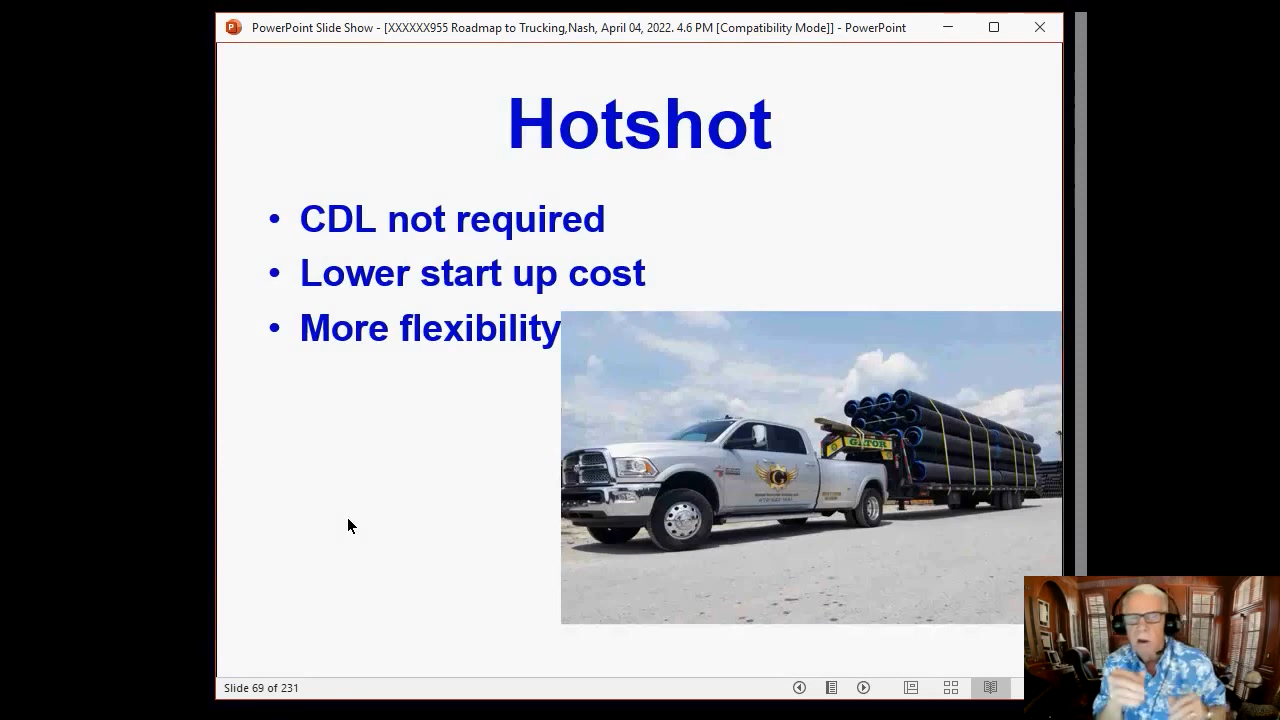 PowerPoint Slide Show - [XXXXXX955 Roadmap to Trucking,Nash, April 04, 2022. 4.6 PM [Compatibility Mode]] - PowerPoint
Hotshot
• CDL not required
• Lower start up cost
• More flexibility
GATOR
G
Slide 69 of 231